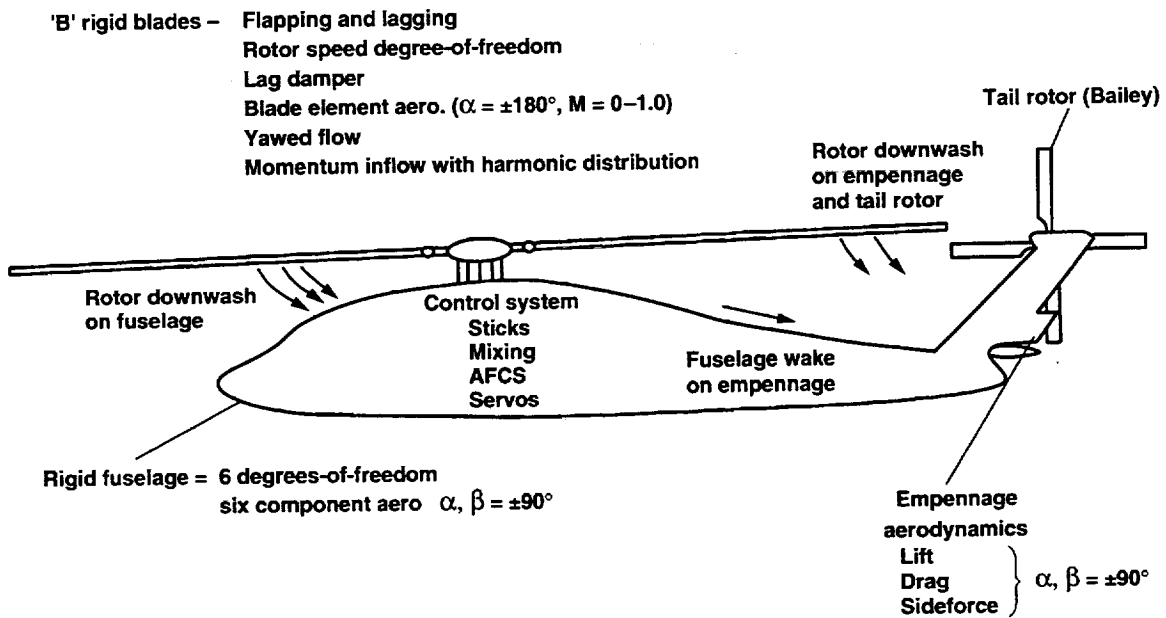 'B' rigid blades – Flapping and lagging
Rotor speed degree-of-freedom
Lag damper
Blade element aero. (α = ±180°, M = 0–1.0)
Yawed flow
Momentum inflow with harmonic distribution
Tail rotor (Bailey)
Rotor downwash
on empennage
and tail rotor
Rotor downwash
on fuselage
Control system
Sticks
Mixing
AFCS
Servos
Fuselage wake
on empennage
Rigid fuselage = 6 degrees-of-freedom
six component aero α, β = ±90°
Empennage
aerodynamics
Lift
Drag
Sideforce
α, β = ±90°